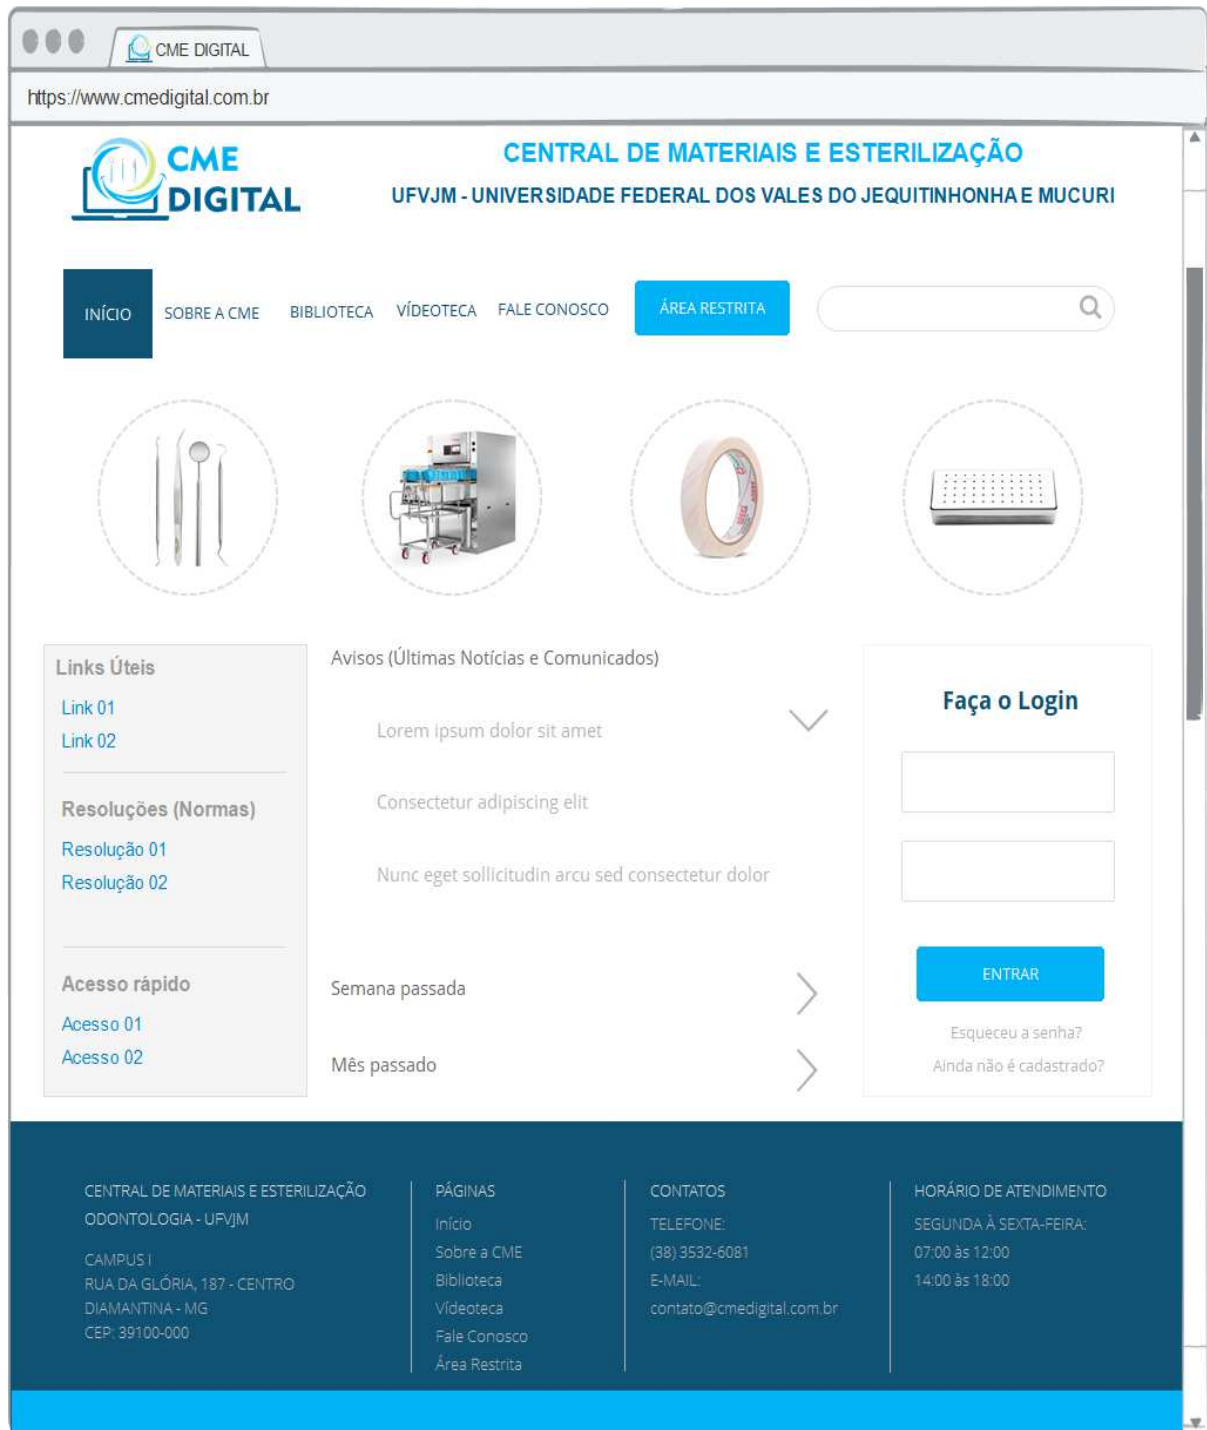 CME DIGITAL
https://www.cmedigital.com.br
CME
DIGITAL
CENTRAL DE MATERIAIS E ESTERILIZAÇÃO
UFVJM - UNIVERSIDADE FEDERAL DOS VALES DO JEQUITINHONHA E MUCURI
INÍCIO
SOBRE A CME
BIBLIOTECA
VÍDEOTECA
FALE CONOSCO
ÁREA RESTRITA
Links Úteis
Link 01
Link 02
Resoluções (Normas)
Resolução 01
Resolução 02
Acesso rápido
Acesso 01
Acesso 02
Avisos (Últimas Notícias e Comunicados)
Lorem ipsum dolor sit amet
Consectetur adipiscing elit
Nunc eget sollicitudin arcu sed consectetur dolor
Semana passada
Mês passado
Faça o Login
ENTRAR
Esqueceu a senha?
Ainda não é cadastrado?
CENTRAL DE MATERIAIS E ESTERILIZAÇÃO
ODONTOLOGIA - UFVJM
CAMPUS I
RUA DA GLÓRIA, 187 - CENTRO
DIAMANTINA - MG
CEP: 39100-000
PÁGINAS
Início
Sobre a CME
Biblioteca
Vídeoteca
Fale Conosco
Área Restrita
CONTATOS
TELEFONE:
(38) 3532-6081
E-MAIL:
contato@cmedigital.com.br
HORÁRIO DE ATENDIMENTO
SEGUNDA À SEXTA-FEIRA:
07:00 às 12:00
14:00 às 18:00